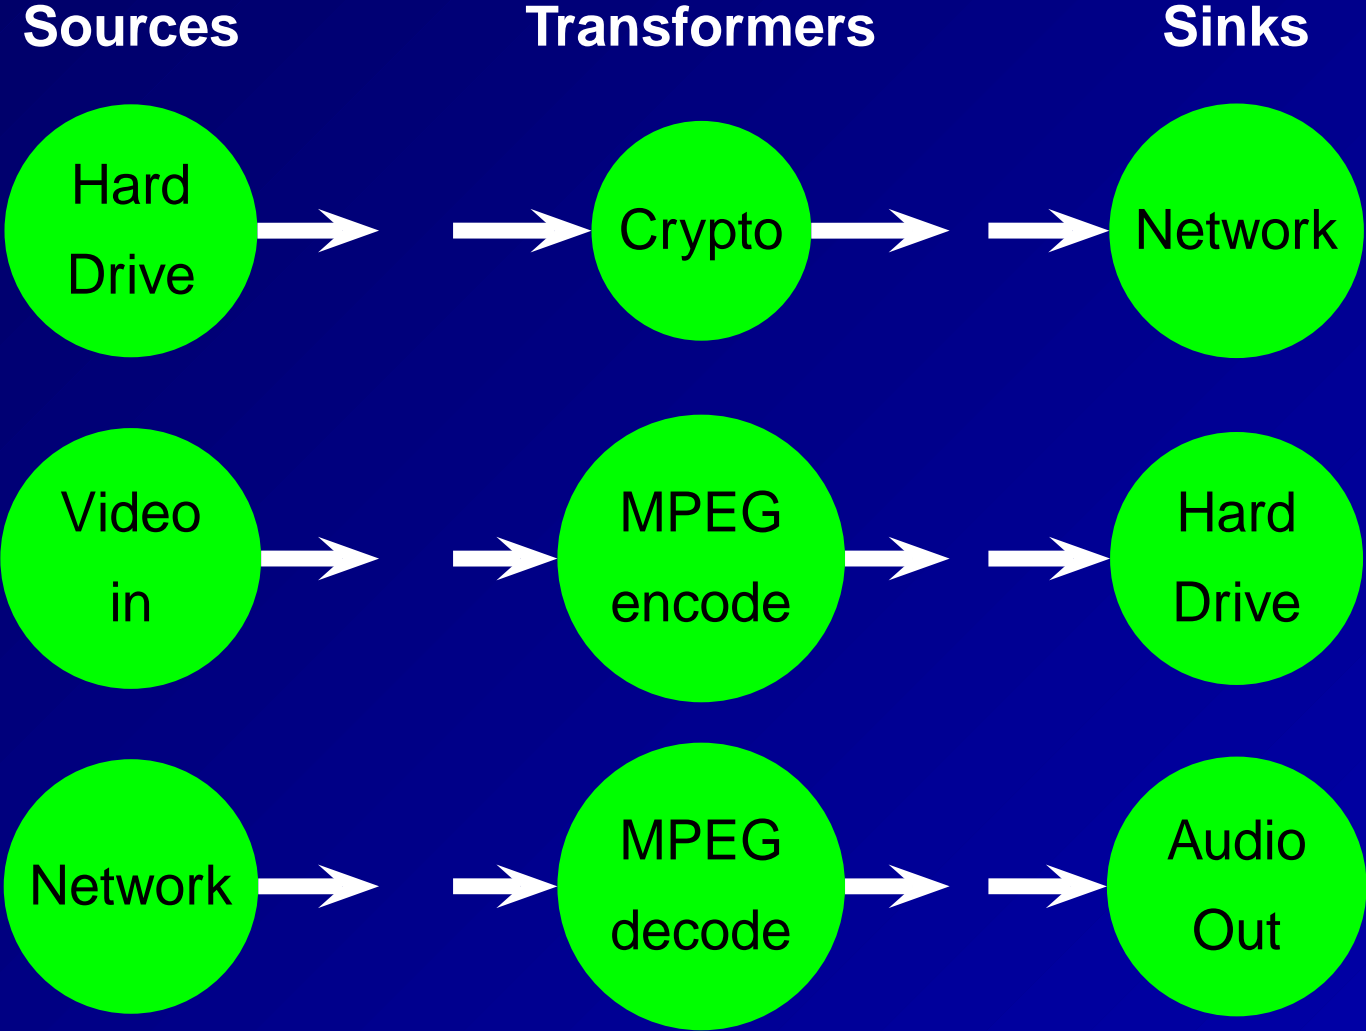 Sources
Transformers
Sinks
Hard
Drive
Crypto
Network
Video
in
MPEG
encode
Hard
Drive
Network
MPEG
decode
Audio
Out